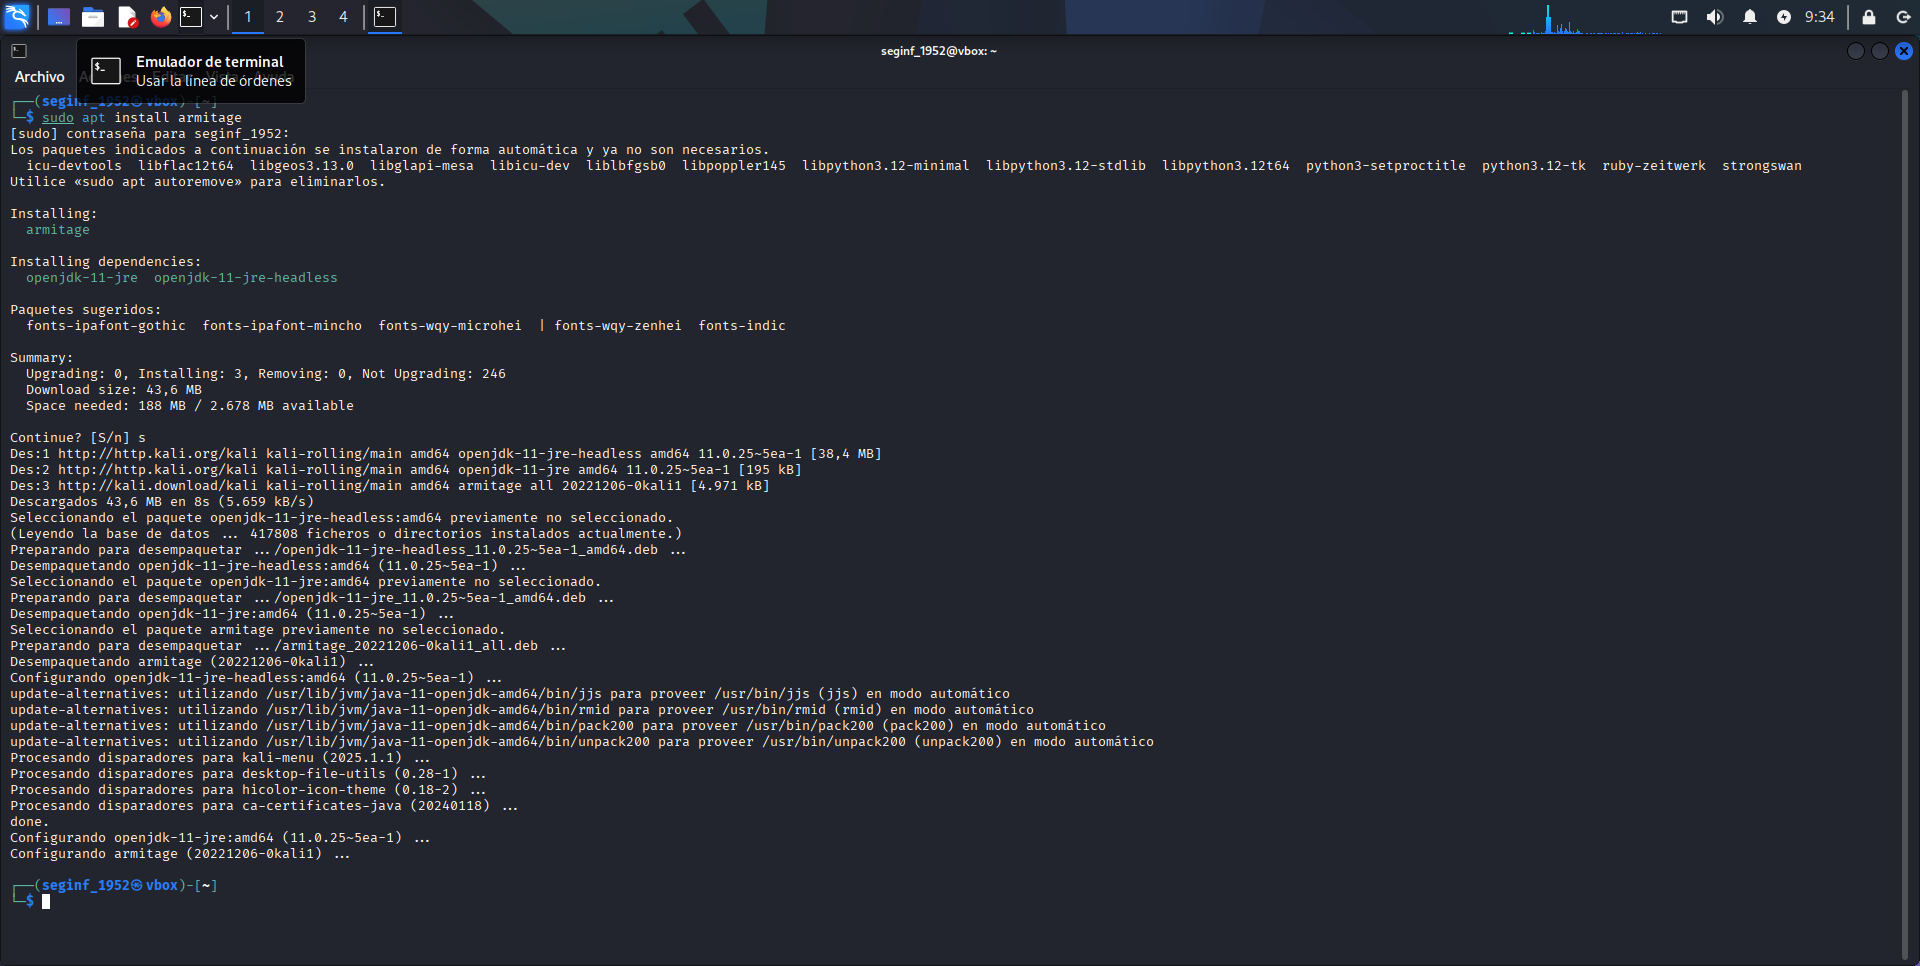 1 2 3 4 9:34
seginf_1952@vbox: ~
Emulador de terminal
Usar la línea de órdenes
Archivo
(seginf_1952㉿vbox)-[~]
$ sudo apt install armitage
[sudo] contraseña para seginf_1952:
Los paquetes indicados a continuación se instalaron de forma automática y ya no son necesarios.
icu-devtools libflac12t64 libgeos3.13.0 libglapi-mesa libicu-dev liblbfgsb0 libpoppler145 libpython3.12-minimal libpython3.12-stdlib libpython3.12t64 python3-setproctitle python3.12-tk ruby-zeitwerk strongswan
Utilice «sudo apt autoremove» para eliminarlos.
Installing:
armitage
Installing dependencies:
openjdk-11-jre openjdk-11-jre-headless
Paquetes sugeridos:
fonts-ipafont-gothic fonts-ipafont-mincho fonts-wqy-microhei | fonts-wqy-zenhei fonts-indic
Summary:
Upgrading: 0, Installing: 3, Removing: 0, Not Upgrading: 246
Download size: 43,6 MB
Space needed: 188 MB / 2.678 MB available
Continue? [S/n] s
Des:1 http://http.kali.org/kali kali-rolling/main amd64 openjdk-11-jre-headless amd64 11.0.25~5ea-1 [38,4 MB]
Des:2 http://http.kali.org/kali kali-rolling/main amd64 openjdk-11-jre amd64 11.0.25~5ea-1 [195 kB]
Des:3 http://kali.download/kali kali-rolling/main amd64 armitage all 20221206-0kali1 [4.971 kB]
Descargados 43,6 MB en 8s (5.659 kB/s)
Seleccionando el paquete openjdk-11-jre-headless:amd64 previamente no seleccionado.
(Leyendo la base de datos ... 417808 ficheros o directorios instalados actualmente.)
Preparando para desempaquetar .../openjdk-11-jre-headless_11.0.25~5ea-1_amd64.deb ...
Desempaquetando openjdk-11-jre-headless:amd64 (11.0.25~5ea-1) ...
Seleccionando el paquete openjdk-11-jre:amd64 previamente no seleccionado.
Preparando para desempaquetar .../openjdk-11-jre_11.0.25~5ea-1_amd64.deb ...
Desempaquetando openjdk-11-jre:amd64 (11.0.25~5ea-1) ...
Seleccionando el paquete armitage previamente no seleccionado.
Preparando para desempaquetar .../armitage_20221206-0kali1_all.deb ...
Desempaquetando armitage (20221206-0kali1) ...
Configurando openjdk-11-jre-headless:amd64 (11.0.25~5ea-1) ...
update-alternatives: utilizando /usr/lib/jvm/java-11-openjdk-amd64/bin/jjs para proveer /usr/bin/jjs (jjs) en modo automático
update-alternatives: utilizando /usr/lib/jvm/java-11-openjdk-amd64/bin/rmid para proveer /usr/bin/rmid (rmid) en modo automático
update-alternatives: utilizando /usr/lib/jvm/java-11-openjdk-amd64/bin/pack200 para proveer /usr/bin/pack200 (pack200) en modo automático
update-alternatives: utilizando /usr/lib/jvm/java-11-openjdk-amd64/bin/unpack200 para proveer /usr/bin/unpack200 (unpack200) en modo automático
Procesando disparadores para kali-menu (2025.1.1) ...
Procesando disparadores para desktop-file-utils (0.28-1) ...
Procesando disparadores para hicolor-icon-theme (0.18-2) ...
Procesando disparadores para ca-certificates-java (20240118) ...
done.
Configurando openjdk-11-jre:amd64 (11.0.25~5ea-1) ...
Configurando armitage (20221206-0kali1) ...
(seginf_1952㉿vbox)-[~]
$